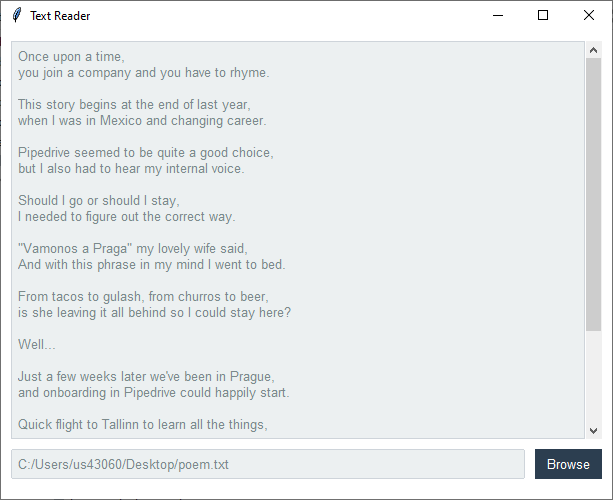 Text Reader
Once upon a time,
you join a company and you have to rhyme.
This story begins at the end of last year,
when I was in Mexico and changing career.
Pipedrive seemed to be quite a good choice,
but I also had to hear my internal voice.
Should I go or should I stay,
I needed to figure out the correct way.
"Vamonos a Praga" my lovely wife said,
And with this phrase in my mind I went to bed.
From tacos to gulash, from churros to beer,
is she leaving it all behind so I could stay here?
Well...
Just a few weeks later we've been in Prague,
and onboarding in Pipedrive could happily start.
Quick flight to Tallinn to learn all the things,
C:/Users/us43060/Desktop/poem.txt
Browse